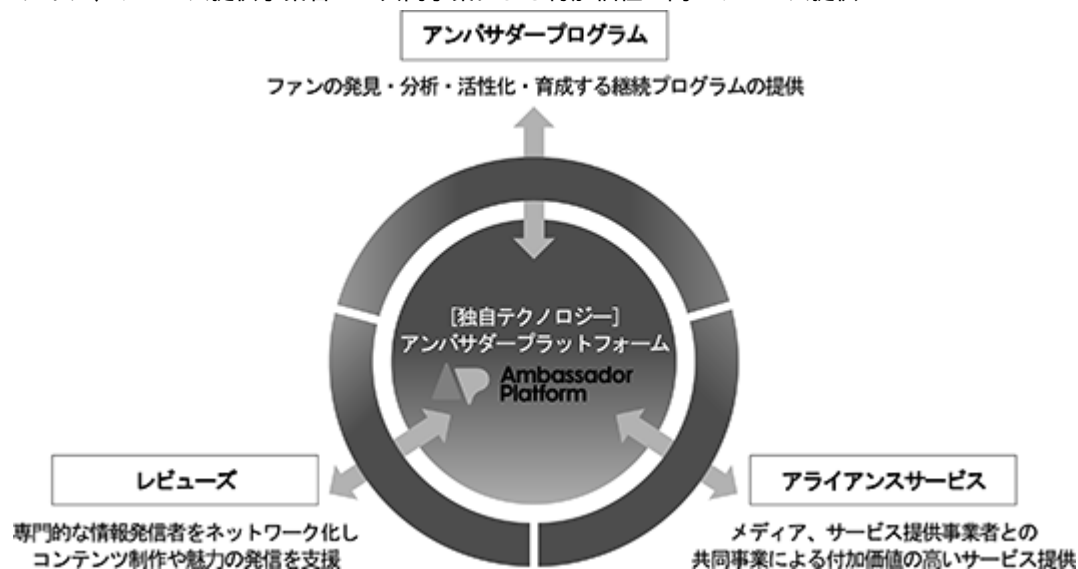 アンバサダープログラム
ファンの発見・分析・活性化・育成する継続プログラムの提供
[独自テクノロジー]
アンバサダープラットフォーム
Ambassador
Platform
レビューズ
専門的な情報発信者をネットワーク化し
コンテンツ制作や魅力の発信を支援
アライアンスサービス
メディア、サービス提供事業者との
共同事業による付加価値の高いサービス提供